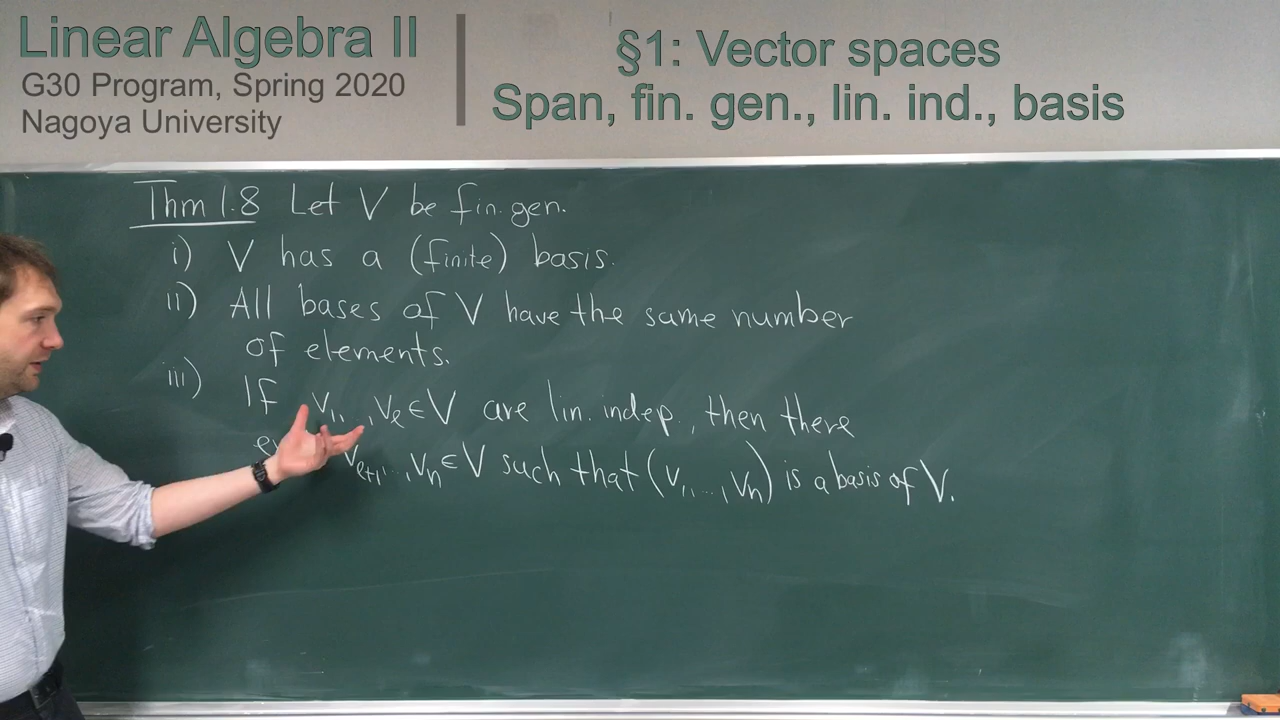 Linear Algebra II
G30 Program, Spring 2020
Nagoya University
§1: Vector spaces
Span, fin. gen., lin. ind., basis
Thm 1.8 Let V be fin. gen.
i) V has a (finite) basis.
ii) All bases of V have the same number
of elements.
iii) If v₁,..,vₗ ∈ V are lin. indep., then there
vₗ₊₁,..,vₙ ∈ V such that (v₁,...,vₙ) is a basis of V.